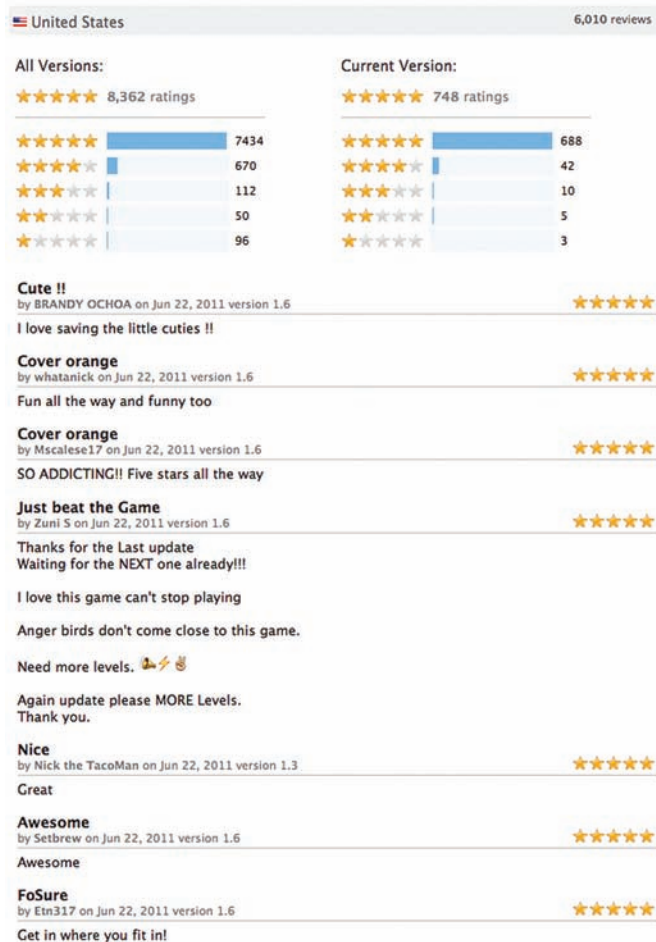 United States 6,010 reviews
All Versions: Current Version:
8,362 ratings 748 ratings
7434 688
670 42
112 10
50 5
96 3
Cute !!
by BRANDY OCHOA on Jun 22, 2011 version 1.6
I love saving the little cuties !!
Cover orange
by whatanick on Jun 22, 2011 version 1.6
Fun all the way and funny too
Cover orange
by Mscalese17 on Jun 22, 2011 version 1.6
SO ADDICTING!! Five stars all the way
Just beat the Game
by Zuni S on Jun 22, 2011 version 1.6
Thanks for the Last update
Waiting for the NEXT one already!!!
I love this game can't stop playing
Anger birds don't come close to this game.
Need more levels.
Again update please MORE Levels.
Thank you.
Nice
by Nick the TacoMan on Jun 22, 2011 version 1.3
Great
Awesome
by Setbrew on Jun 22, 2011 version 1.6
Awesome
FoSure
by Etn317 on Jun 22, 2011 version 1.6
Get in where you fit in!